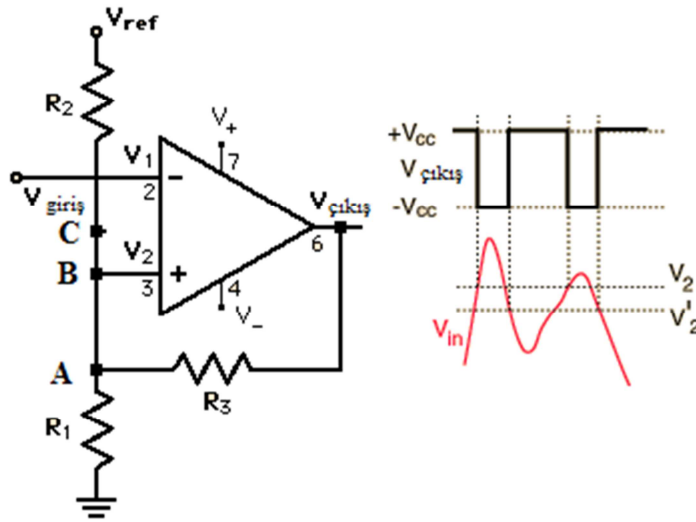 Vref
R2
V1
V+
7
2
−
Vgiriş
C
Vçıkış
6
V2
B
3
+
4
V−
A
R3
R1
+Vcc
Vçıkış
-Vcc
V2
V'2
Vin